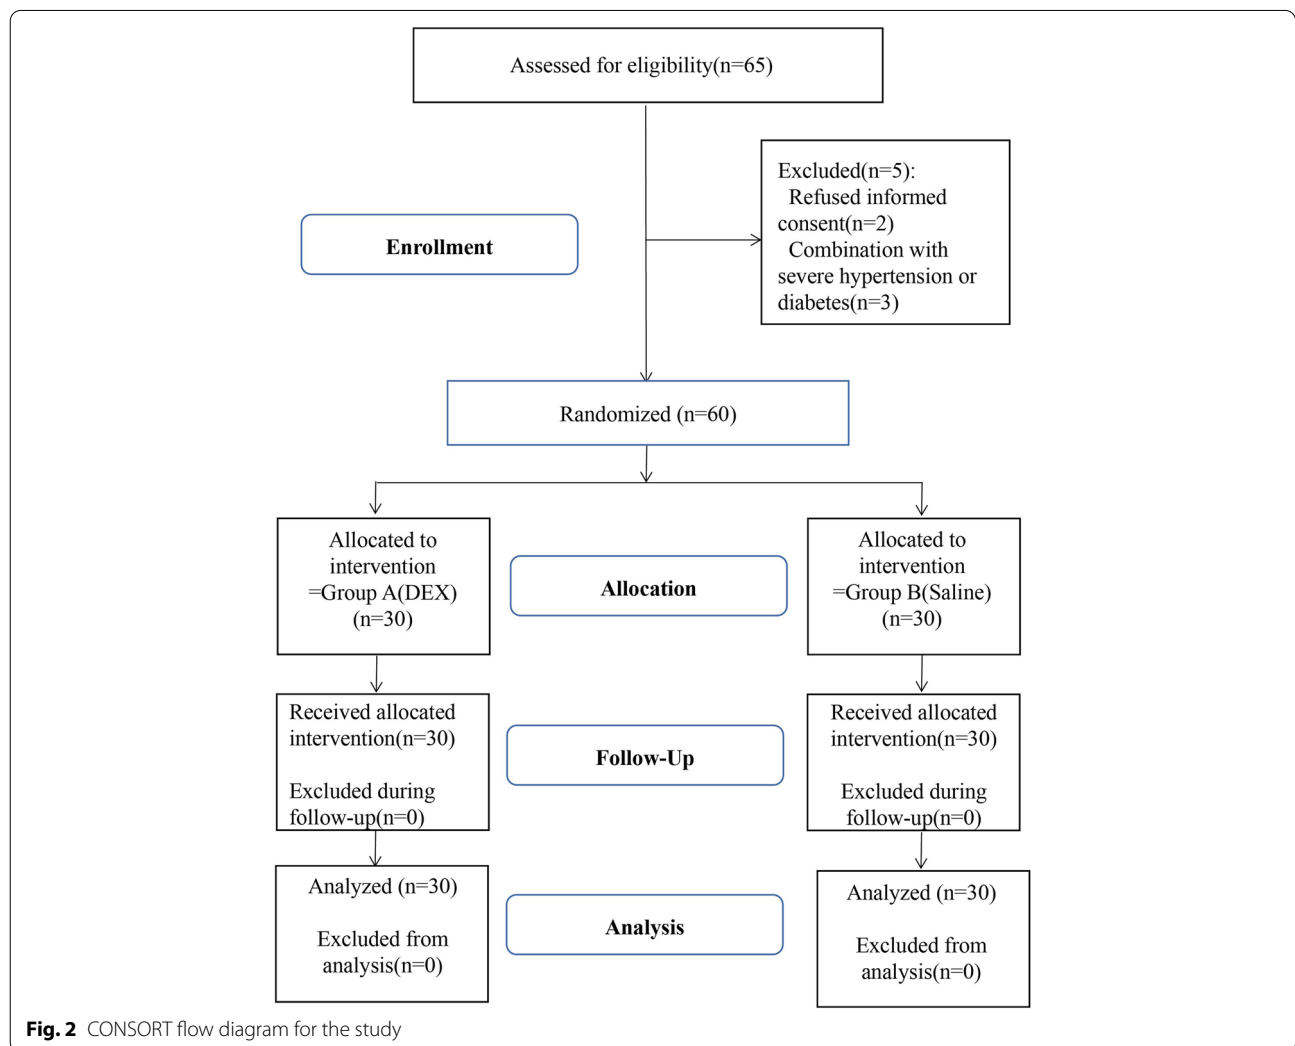 Assessed for eligibility(n=65)
Excluded(n=5):
Refused informed
consent(n=2)
Combination with
severe hypertension or
diabetes(n=3)
Enrollment
Randomized (n=60)
Allocated to
intervention
=Group A(DEX)
(n=30)
Allocation
Allocated to
intervention
=Group B(Saline)
(n=30)
Received allocated
intervention(n=30)
Excluded during
follow-up(n=0)
Follow-Up
Received allocated
intervention(n=30)
Excluded during
follow-up(n=0)
Analyzed (n=30)
Excluded from
analysis(n=0)
Analysis
Analyzed (n=30)
Excluded from
analysis(n=0)
Fig. 2 CONSORT flow diagram for the study